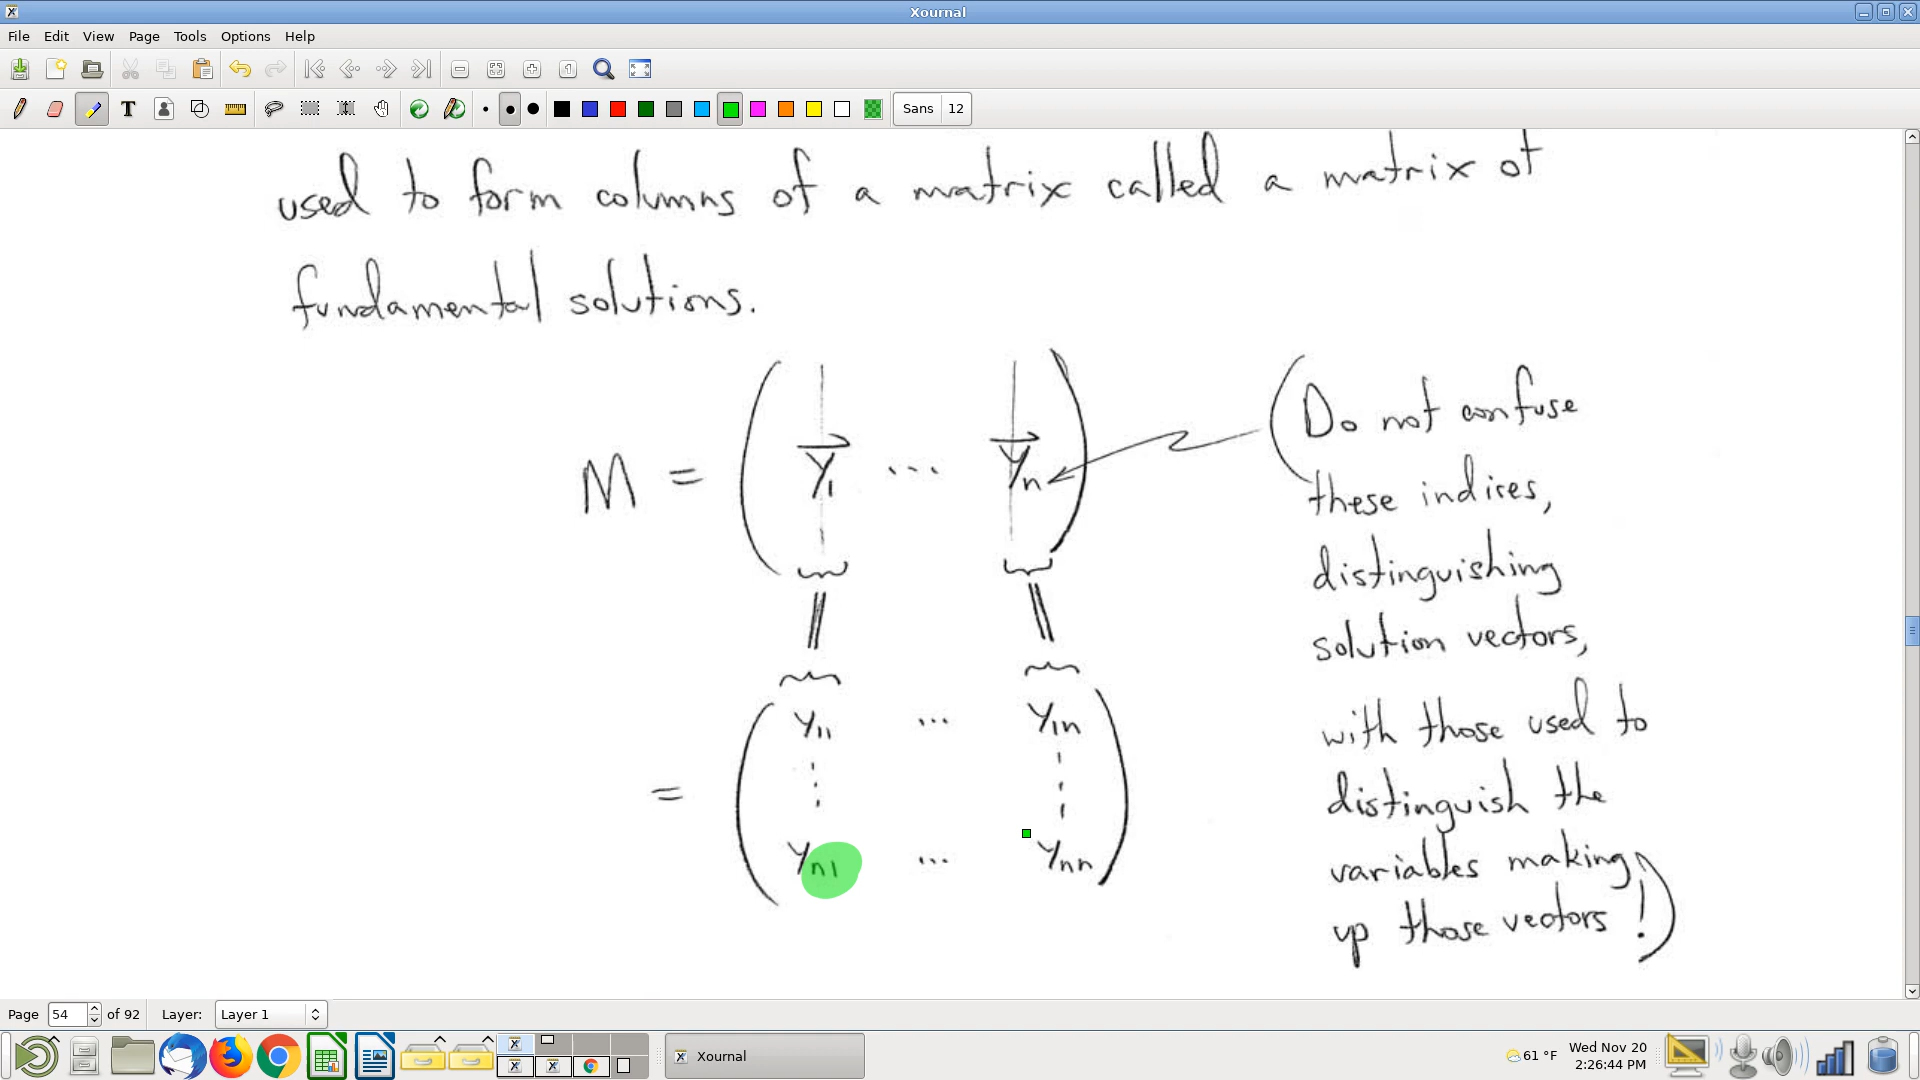 Xournal
File Edit View Page Tools Options Help
Sans 12
used to form columns of a matrix called a matrix of
fundamental solutions.
M = ( Y⃗₁ ... Y⃗ₙ )
(Do not confuse
these indices,
distinguishing
solution vectors,
with those used to
distinguish the
variables making
up those vectors!)
= ( y₁₁ ... y₁ₙ
yₙ₁ ... yₙₙ )
Page 54 of 92 Layer: Layer 1
Xournal
61 °F
Wed Nov 20
2:26:44 PM